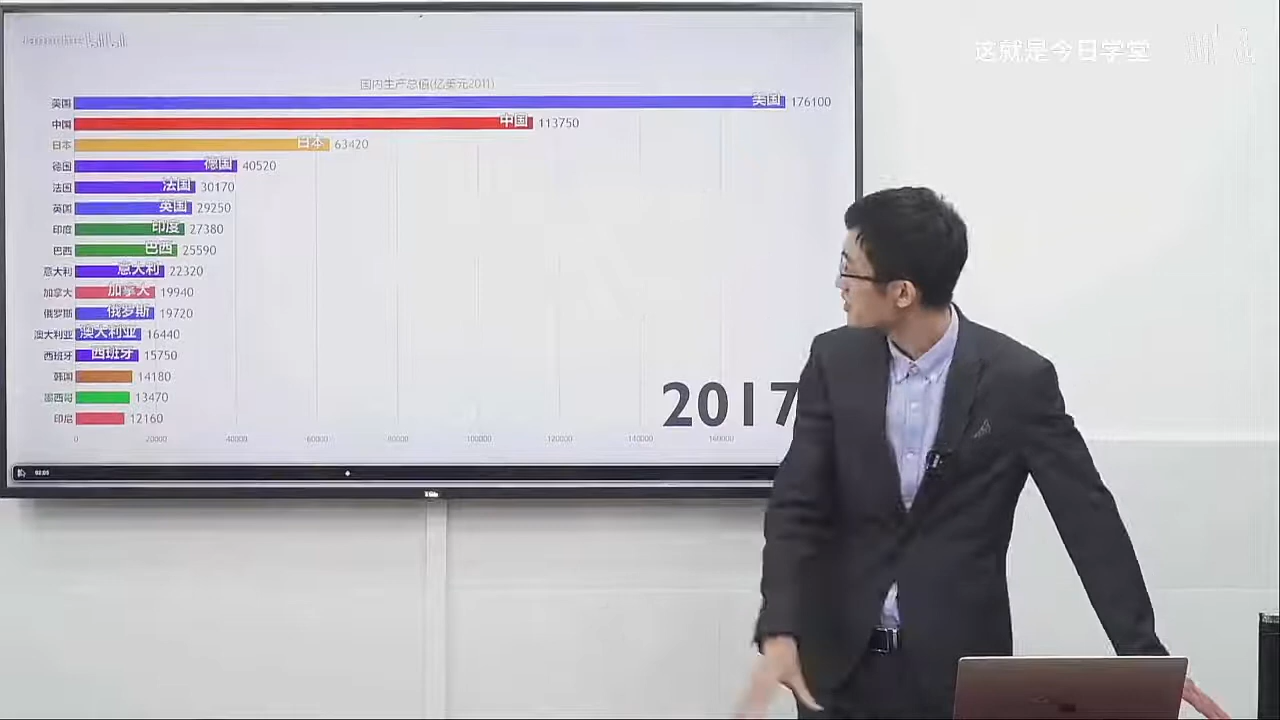 这就是今日学堂
国内生产总值(亿美元2011)
美国 美国 176100
中国 中国 113750
日本 日本 63420
德国 德国 40520
法国 法国 30170
英国 英国 29250
印度 印度 27380
巴西 巴西 25590
意大利 意大利 22320
加拿大 加拿大 19940
俄罗斯 俄罗斯 19720
澳大利亚 澳大利亚 16440
西班牙 西班牙 15750
韩国 14180
墨西哥 13470
印尼 12160
2017
0 20000 40000 60000 80000 100000 120000 140000 160000
02:05